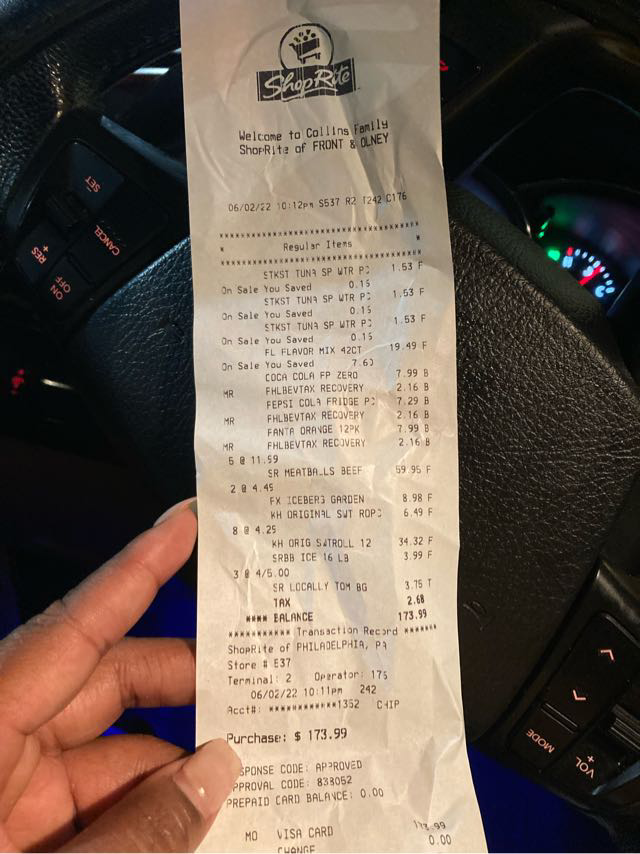 ShopRite
Welcome to Collins Family
ShopRite of FRONT & OLNEY
06/02/22 10:12pm S537 R2 T242 C176
************************************
* Regular Items *
************************************
STKST TUNA SP WTR PC 1.53 F
On Sale You Saved 0.15
STKST TUNA SP WTR PC 1.53 F
On Sale You Saved 0.15
STKST TUNA SP WTR PC 1.53 F
On Sale You Saved 0.15
FL FLAVOR MIX 42CT 19.49 F
On Sale You Saved 7.60
COCA COLA FP ZERO 7.99 B
MR FHLBEVTAX RECOVERY 2.16 B
PEPSI COLA FRIDGE PC 7.29 B
MR FHLBEVTAX RECOVERY 2.16 B
FANTA ORANGE 12PK 7.99 B
MR FHLBEVTAX RECOVERY 2.16 B
5 @ 11.99
SR MEATBALLS BEEF 59.95 F
2 @ 4.49
FX ICEBERG GARDEN 8.98 F
KH ORIGINAL SWT ROPC 6.49 F
8 @ 4.29
KH ORIG SWTROLL 12 34.32 F
SRBB ICE 16 LB 3.99 F
3 @ 4/5.00
SR LOCALLY TOM BG 3.75 T
TAX 2.68
**** BALANCE 173.99
*********** Transaction Record *******
ShopRite of PHILADELPHIA, PA
Store # 537
Terminal: 2 Operator: 176
06/02/22 10:11pm 242
Acct#: ************1352 CHIP
Purchase: $ 173.99
SPONSE CODE: APPROVED
PPROVAL CODE: 833052
PREPAID CARD BALANCE: 0.00
MO VISA CARD 173.99
CHANGE 0.00
SET
CANCEL
RES
+
ON
OFF
MODE
VOL
+